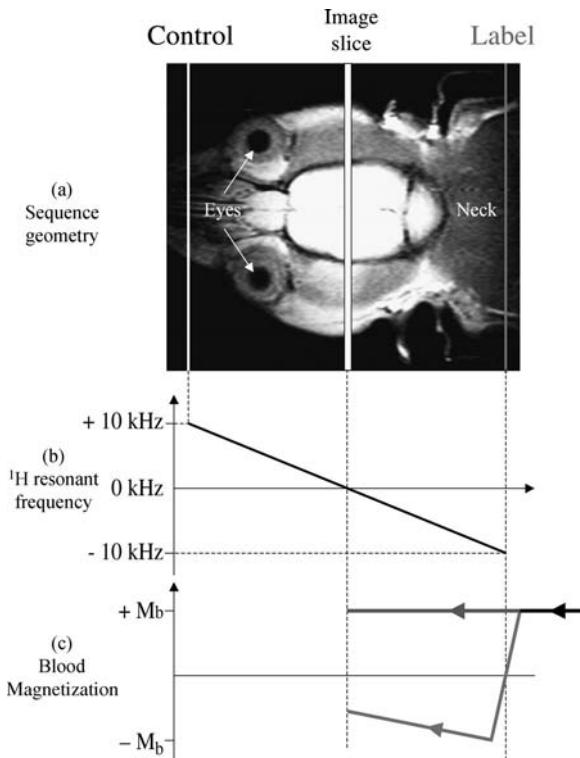 Control
Image
slice
Label
(a)
Sequence
geometry
Eyes
Neck
(b)
¹H resonant
frequency
+ 10 kHz
0 kHz
- 10 kHz
(c)
Blood
Magnetization
+ Mb
− Mb